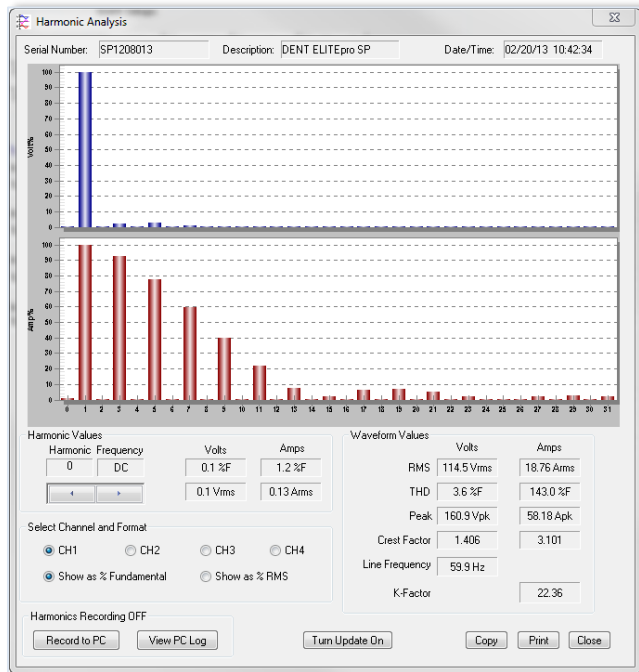 Harmonic Analysis
Serial Number: SP1208013 Description: DENT ELITEpro SP Date/Time: 02/20/13 10:42:34
100
90
80
70
60
50
40
30
20
10
0
Volt%
100
90
80
70
60
50
40
30
20
10
0
Amp%
0 1 2 3 4 5 6 7 8 9 10 11 12 13 14 15 16 17 18 19 20 21 22 23 24 25 26 27 28 29 30 31
Harmonic Values
Harmonic Frequency Volts Amps
0 DC 0.1 %F 1.2 %F
0.1 Vrms 0.13 Arms
Select Channel and Format
CH1 CH2 CH3 CH4
Show as % Fundamental Show as % RMS
Waveform Values
Volts Amps
RMS 114.5 Vrms 18.76 Arms
THD 3.6 %F 143.0 %F
Peak 160.9 Vpk 58.18 Apk
Crest Factor 1.406 3.101
Line Frequency 59.9 Hz
K-Factor 22.36
Harmonics Recording OFF
Record to PC View PC Log Turn Update On Copy Print Close